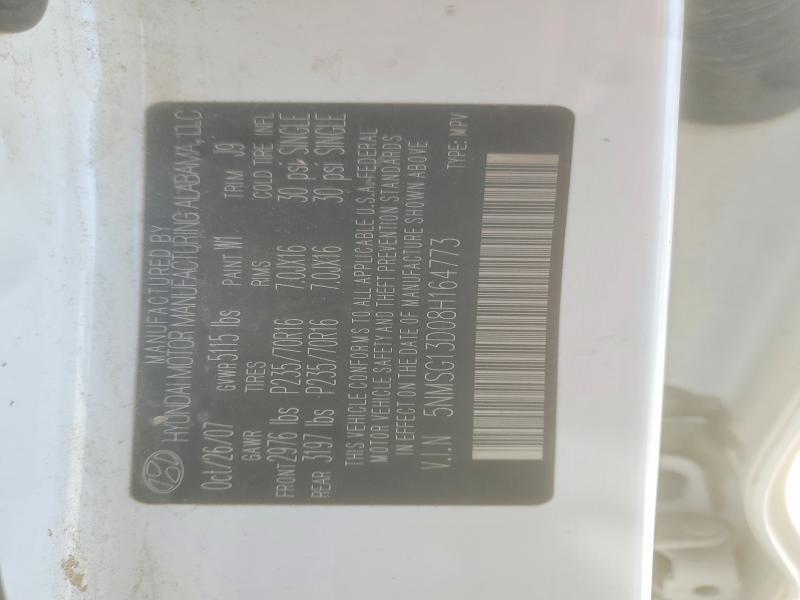 MANUFACTURED BY
HYUNDAI MOTOR MANUFACTURING ALABAMA, LLC
Oct/26/07 GVWR 5115 lbs PAINT W1 TRIM J9
GAWR TIRES RIMS COLD TIRE INFL
FRONT 2976 lbs P235/70R16 7.0JX16 30 psi SINGLE
REAR 3197 lbs P235/70R16 7.0JX16 30 psi SINGLE
THIS VEHICLE CONFORMS TO ALL APPLICABLE U.S.A. FEDERAL
MOTOR VEHICLE SAFETY AND THEFT PREVENTION STANDARDS
IN EFFECT ON THE DATE OF MANUFACTURE SHOWN ABOVE
V.I.N 5NMSG13D08H164773 TYPE: MPV